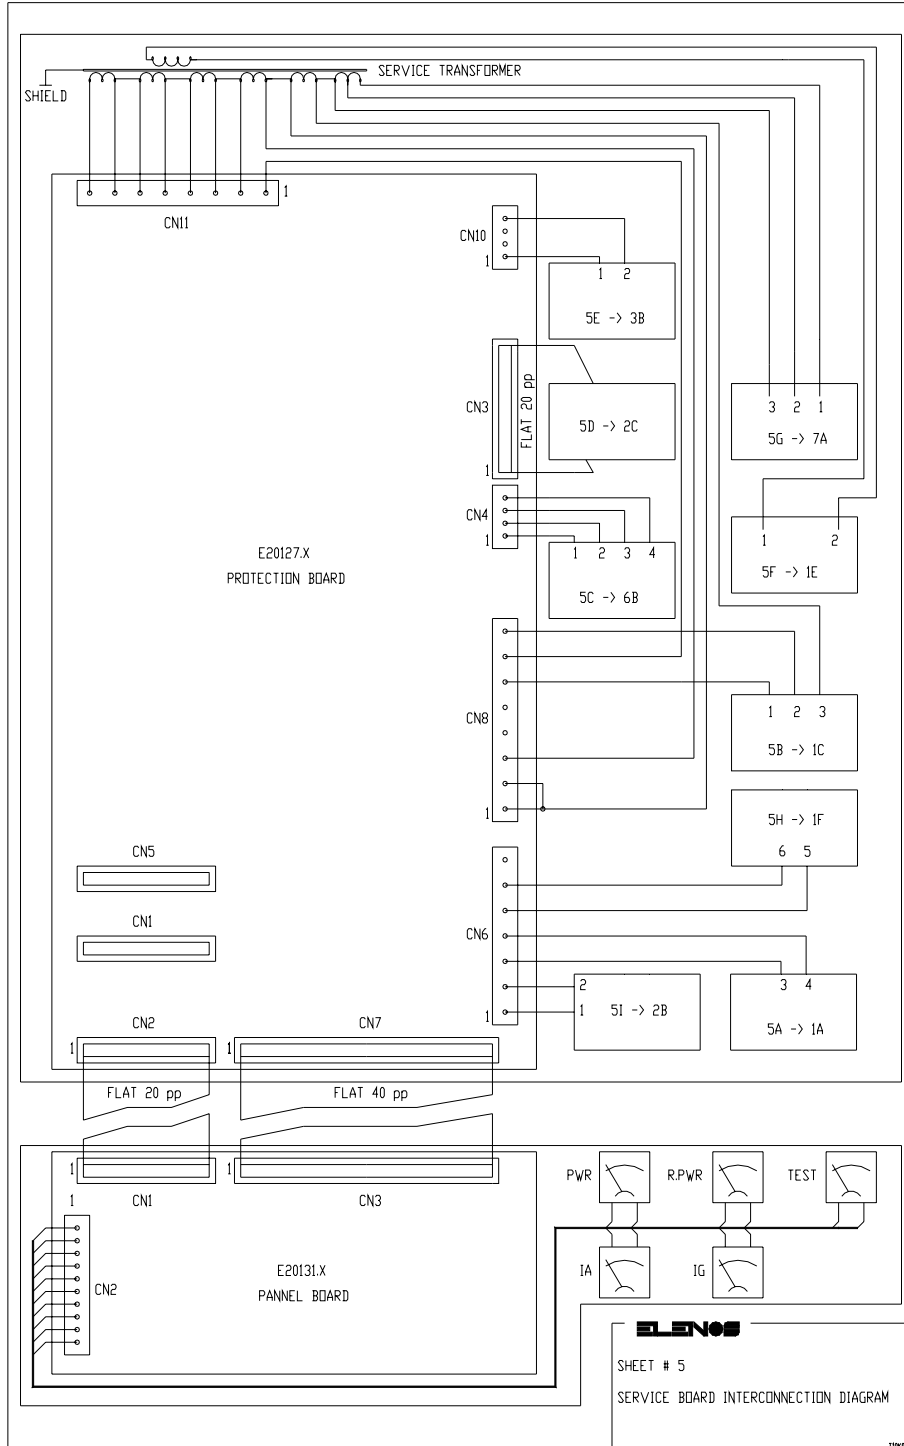 SERVICE TRANSFORMER
SHIELD
1
CN11
CN10
1
1 2
5E -> 3B
CN3
FLAT 20 pp
1
5D -> 2C
3 2 1
5G -> 7A
CN4
1
1 2 3 4
5C -> 6B
1 2
5F -> 1E
E20127.X
PROTECTION BOARD
CN8
1
1 2 3
5B -> 1C
5H -> 1F
6 5
CN5
CN1
CN6
1
2
1
5I -> 2B
3 4
5A -> 1A
CN2
1
CN7
1
FLAT 20 pp
FLAT 40 pp
1
CN1
1
CN3
1
CN2
E20131.X
PANNEL BOARD
PWR
R.PWR
TEST
IA
IG
ELENOS
SHEET # 5
SERVICE BOARD INTERCONNECTION DIAGRAM